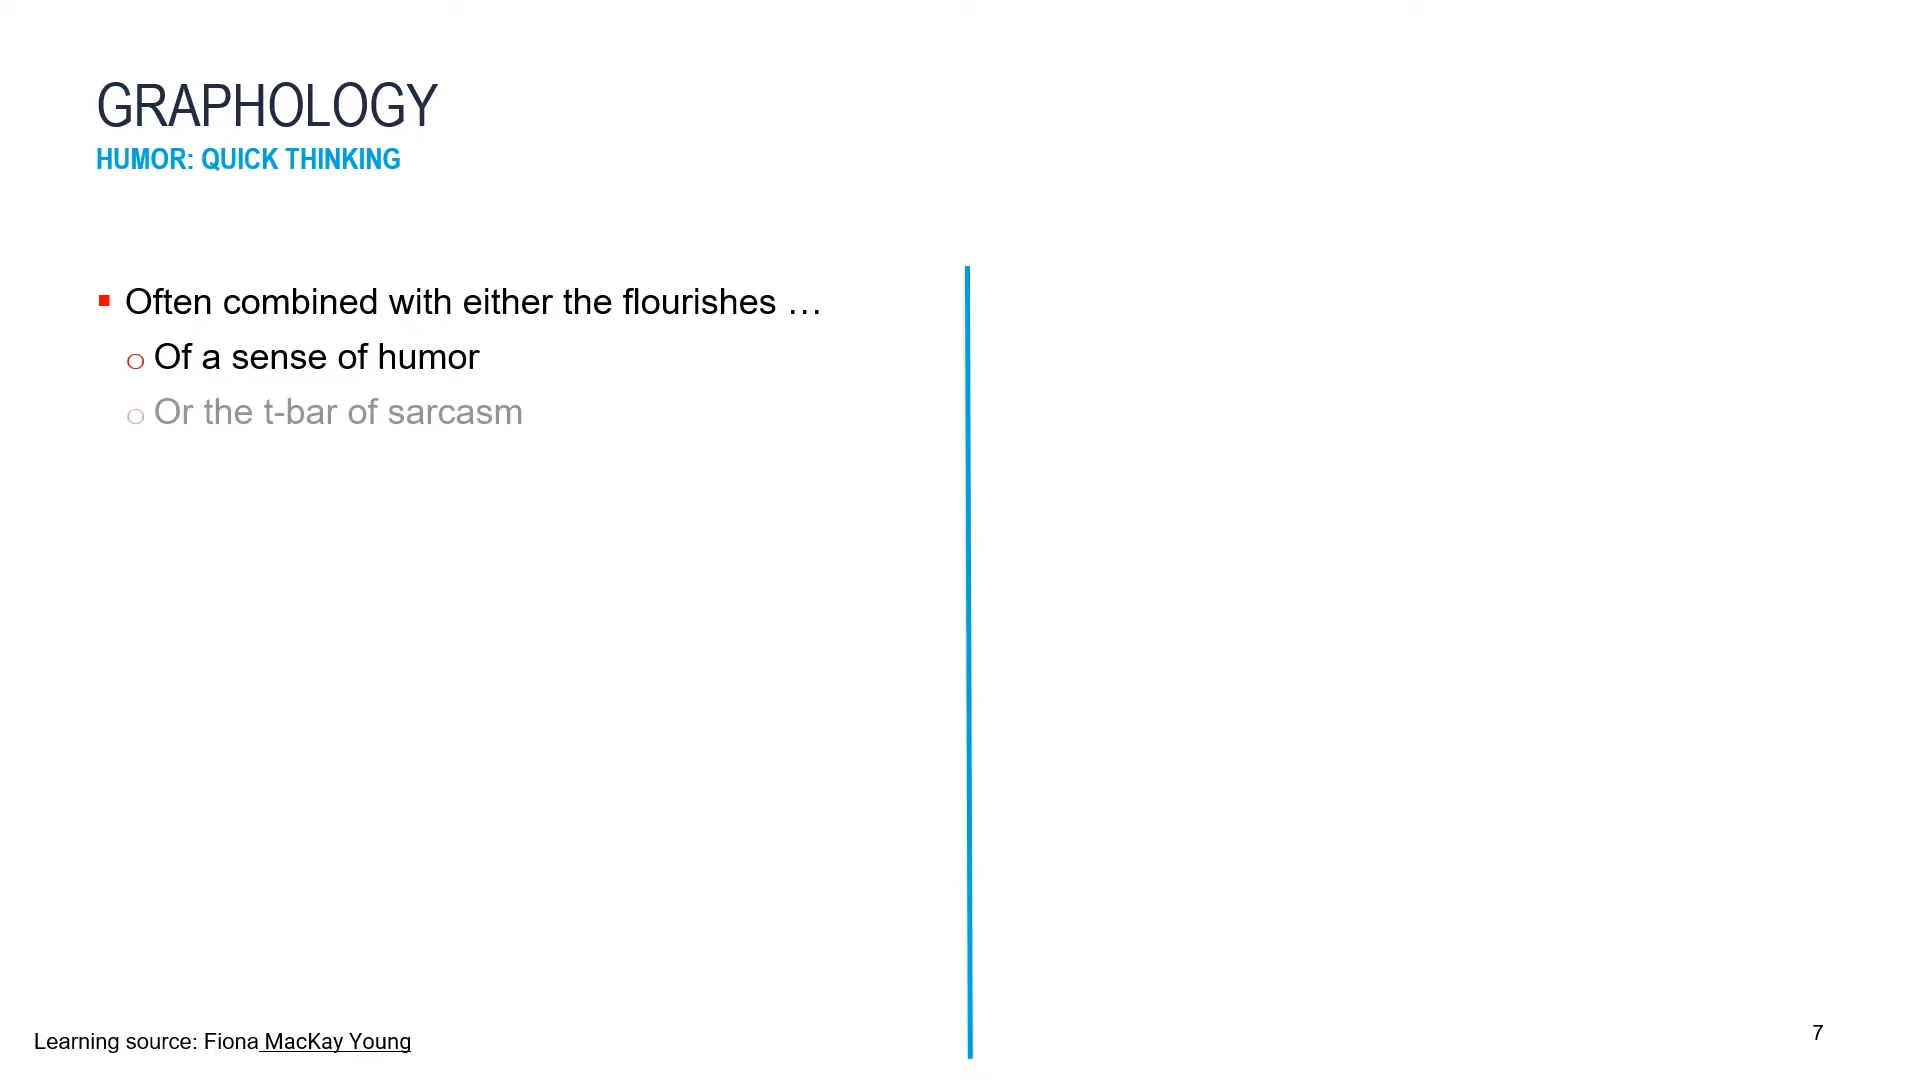 GRAPHOLOGY
HUMOR: QUICK THINKING
Often combined with either the flourishes …
Of a sense of humor
Or the t-bar of sarcasm
Learning source: Fiona MacKay Young
7